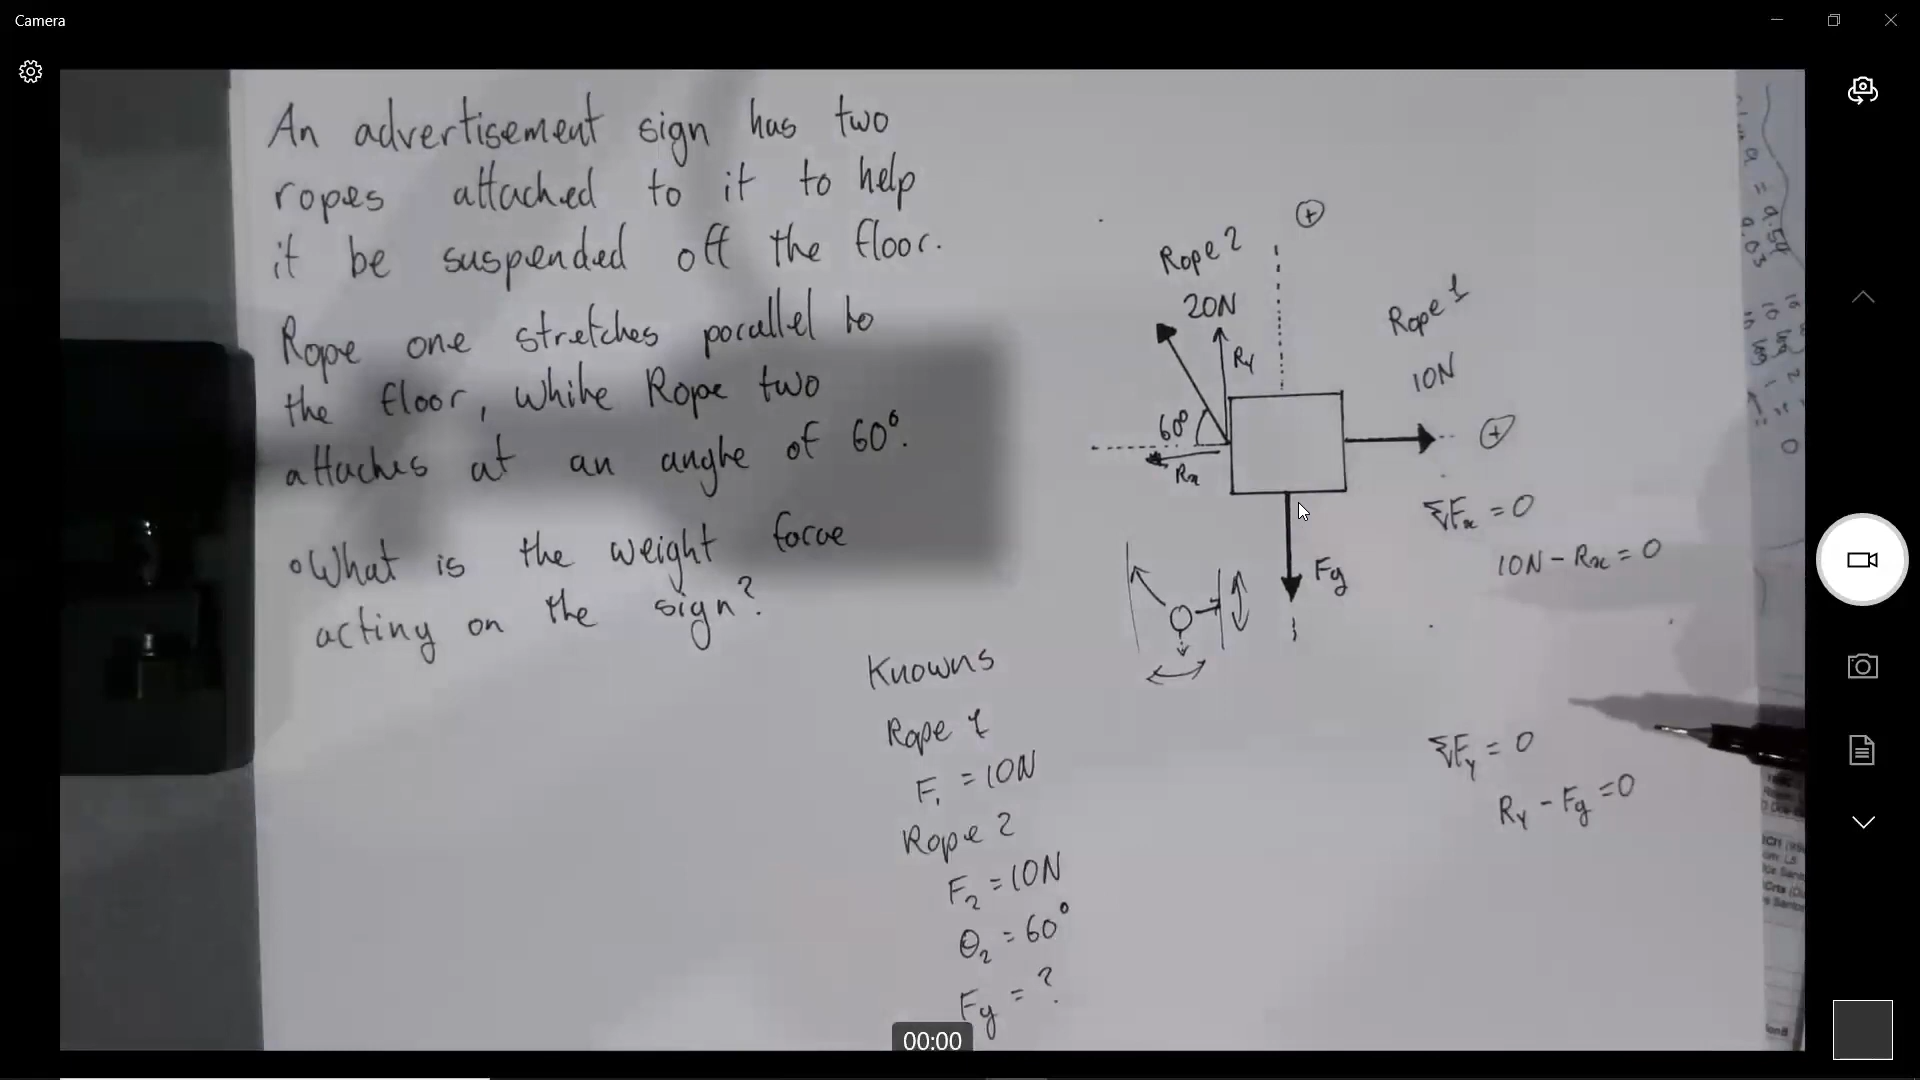 Camera
An advertisement sign has two
ropes attached to it to help
it be suspended off the floor.
Rope one stretches parallel to
the floor, while Rope two
attaches at an angle of 60°.
• What is the weight force
acting on the sign?
Knowns
Rope 1
F₁ = 10N
Rope 2
F₂ = 10N
θ₂ = 60°
Fg = ?
+
Rope 2
20N
Ry
60°
Rx
Rope 1
10N
+
Fg
ΣFx = 0
10N - Rx = 0
ΣFy = 0
Ry - Fg = 0
00:00